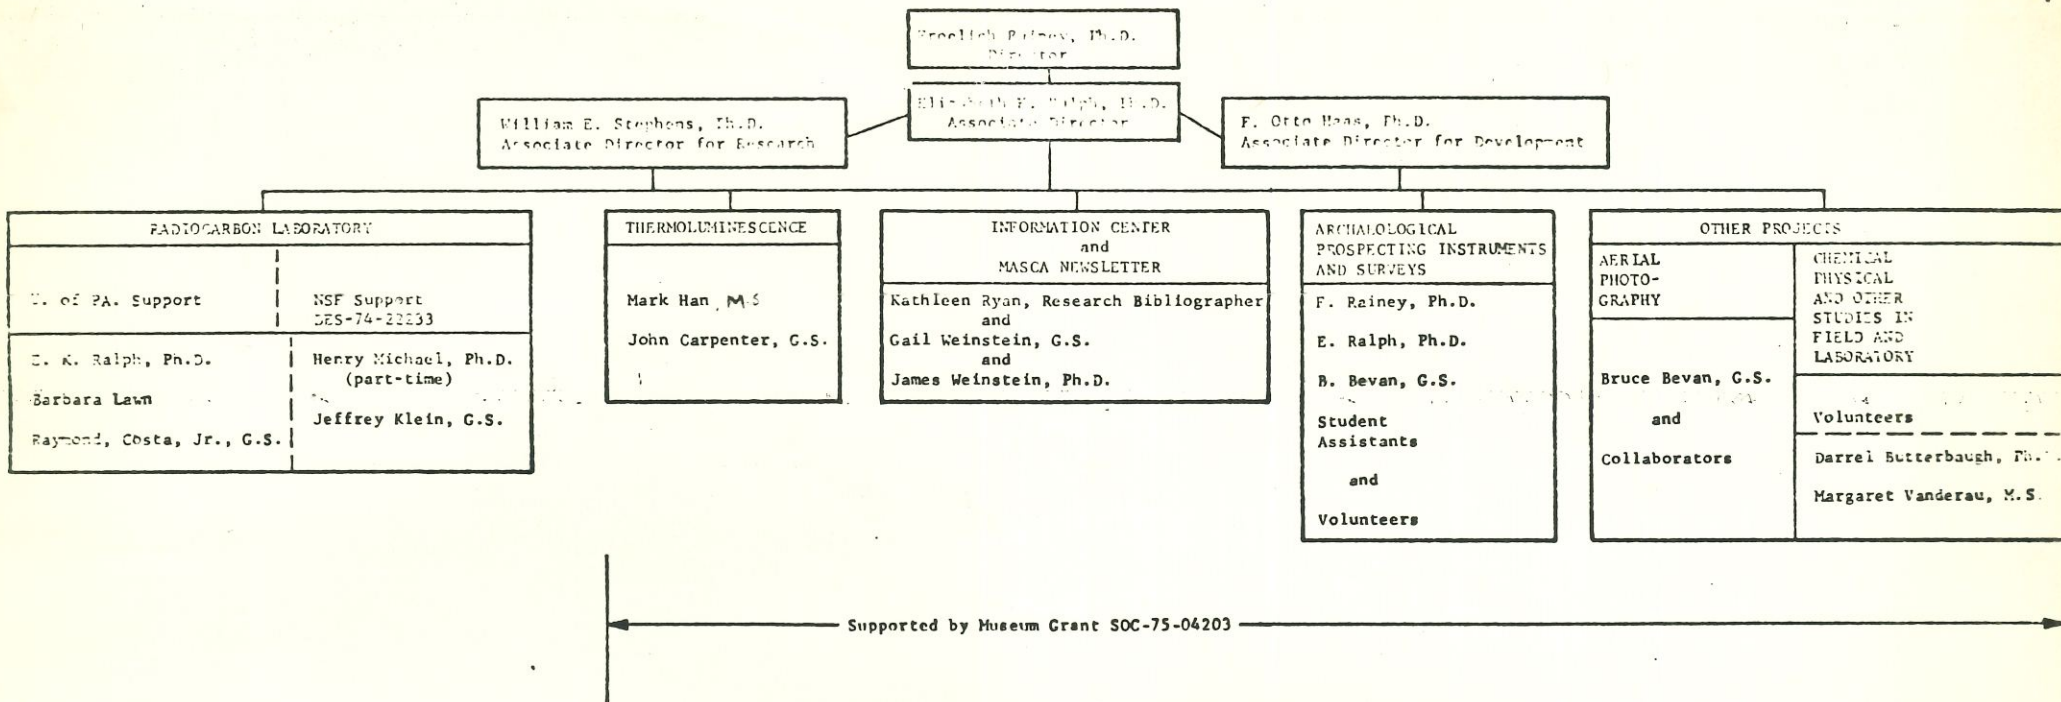 Froelich Rainey, Ph.D.
Director
Elizabeth K. Ralph, Ph.D.
Associate Director
William E. Stephens, Ph.D.
Associate Director for Research
F. Otto Haas, Ph.D.
Associate Director for Development
RADIOCARBON LABORATORY
U. of PA. Support
NSF Support
DES-74-22233
E. K. Ralph, Ph.D.
Barbara Lawn
Raymond, Costa, Jr., G.S.
Henry Michael, Ph.D.
(part-time)
Jeffrey Klein, G.S.
THERMOLUMINESCENCE
Mark Han, M.S
John Carpenter, G.S.
INFORMATION CENTER
and
MASCA NEWSLETTER
Kathleen Ryan, Research Bibliographer
and
Gail Weinstein, G.S.
and
James Weinstein, Ph.D.
ARCHALOLOGICAL
PROSPECTING INSTRUMENTS
AND SURVEYS
F. Rainey, Ph.D.
E. Ralph, Ph.D.
B. Bevan, G.S.
Student
Assistants
and
Volunteers
OTHER PROJECTS
AERIAL
PHOTO-
GRAPHY
Bruce Bevan, G.S.
and
Collaborators
CHEMICAL
PHYSICAL
AND OTHER
STUDIES IN
FIELD AND
LABORATORY
Volunteers
Darrel Butterbaugh, Ph.D.
Margaret Vanderau, M.S.
Supported by Museum Grant SOC-75-04203